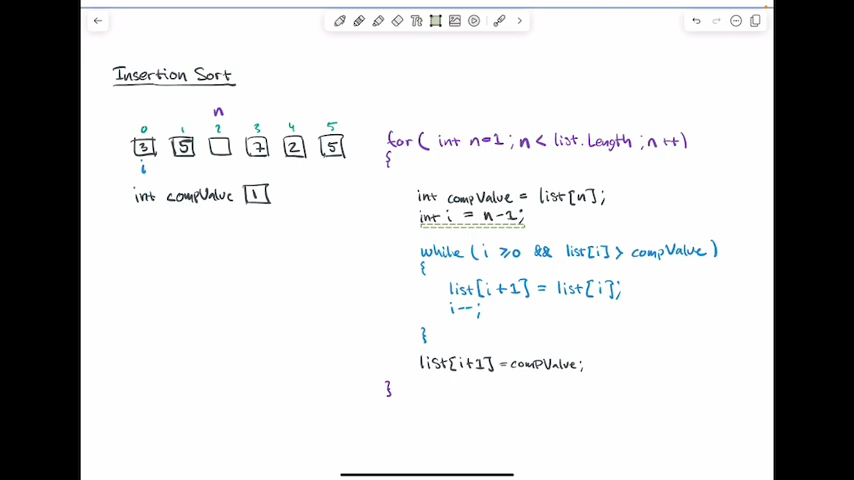 Insertion Sort
n
0 1 2 3 4 5
3 5 7 2 5
i
int compValue 1
for( int n=1; n < list.Length ; n++)
{
int compValue = list[n];
int i = n-1;
while ( i ≥0 && list[i] > compValue )
{
list[i+1] = list[i];
i--;
}
list[i+1] = compValue;
}